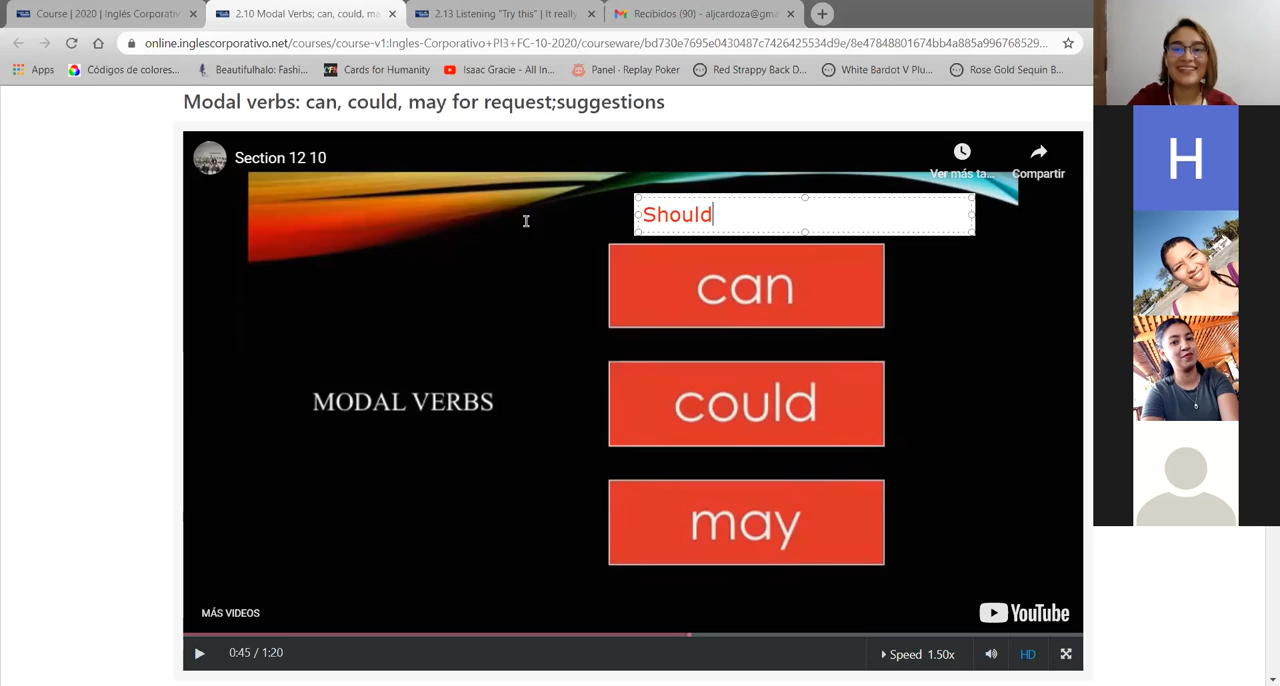 Course | 2020 | Inglés Corporativ
2.10 Modal Verbs; can, could, ma
2.13 Listening "Try this" | It really
Recibidos (90) - aljcardoza@gma
online.inglescorporativo.net/courses/course-v1:Ingles-Corporativo+PI3+FC-10-2020/courseware/bd730e7695e0430487c7426425534d9e/8e47848801674bb4a885a996768529...
Apps
Códigos de colores...
Beautifulhalo: Fashi...
Cards for Humanity
Isaac Gracie - All In...
Panel · Replay Poker
Red Strappy Back D...
White Bardot V Plu...
Rose Gold Sequin B...
Modal verbs: can, could, may for request;suggestions
Section 12 10
Ver más ta...
Compartir
Should
can
MODAL VERBS
could
may
MÁS VIDEOS
YouTube
0:45 / 1:20
Speed 1.50x
HD
H